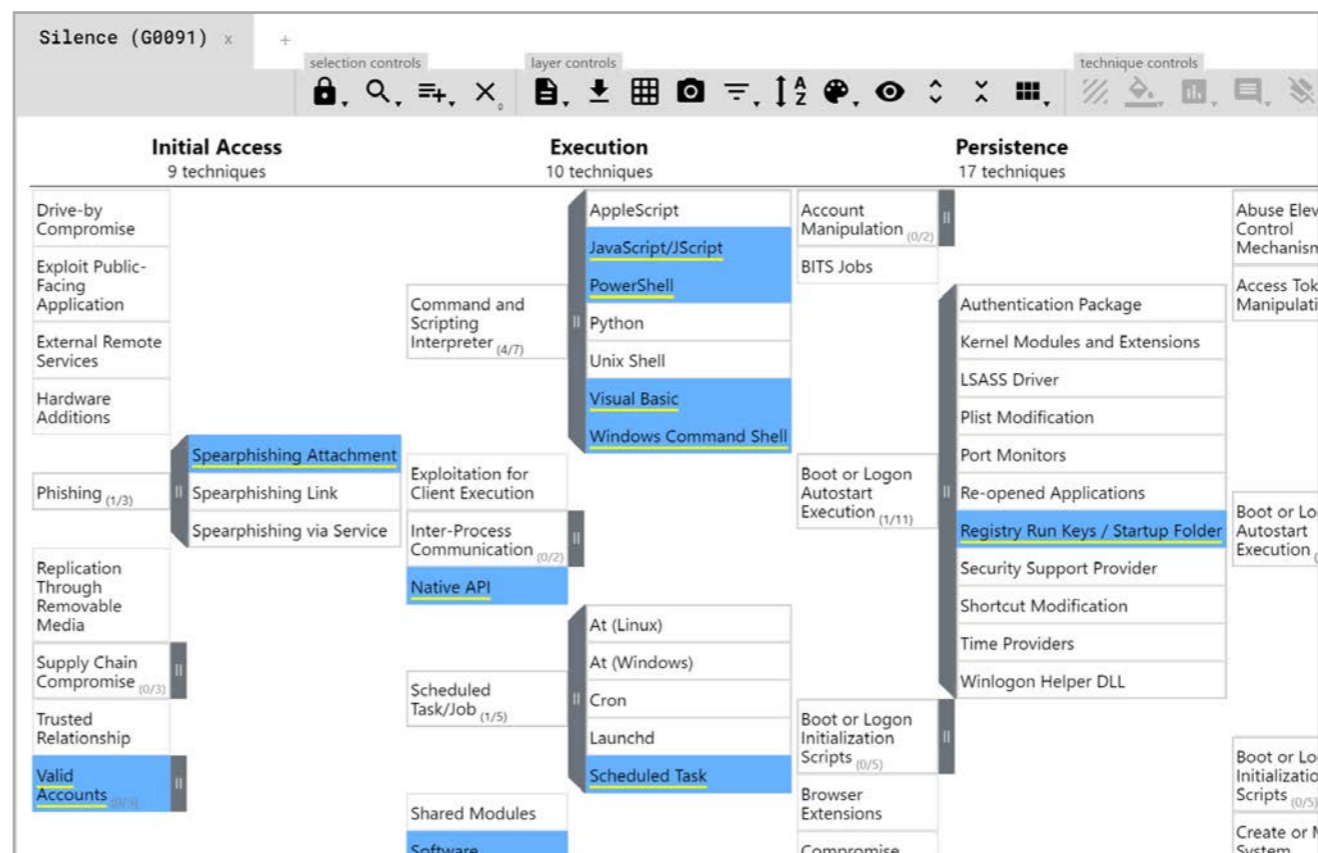 Silence (G0091) x +
selection controls
layer controls
technique controls
Initial Access
9 techniques
Drive-by
Compromise
Exploit Public-
Facing
Application
External Remote
Services
Hardware
Additions
Phishing (1/3)
Spearphishing Attachment
Spearphishing Link
Spearphishing via Service
Replication
Through
Removable
Media
Supply Chain
Compromise (0/3)
Trusted
Relationship
Valid
Accounts (0/3)
Execution
10 techniques
Command and
Scripting
Interpreter (4/7)
AppleScript
JavaScript/JScript
PowerShell
Python
Unix Shell
Visual Basic
Windows Command Shell
Exploitation for
Client Execution
Inter-Process
Communication (0/2)
Native API
Scheduled
Task/Job (1/5)
At (Linux)
At (Windows)
Cron
Launchd
Scheduled Task
Shared Modules
Software
Persistence
17 techniques
Account
Manipulation (0/2)
BITS Jobs
Boot or Logon
Autostart
Execution (1/11)
Authentication Package
Kernel Modules and Extensions
LSASS Driver
Plist Modification
Port Monitors
Re-opened Applications
Registry Run Keys / Startup Folder
Security Support Provider
Shortcut Modification
Time Providers
Winlogon Helper DLL
Boot or Logon
Initialization
Scripts (0/5)
Browser
Extensions
Compromise
Abuse Elev
Control
Mechanism
Access Tok
Manipulati
Boot or Lo
Autostart
Execution
Boot or Lo
Initializatio
Scripts (0/5)
Create or M
System